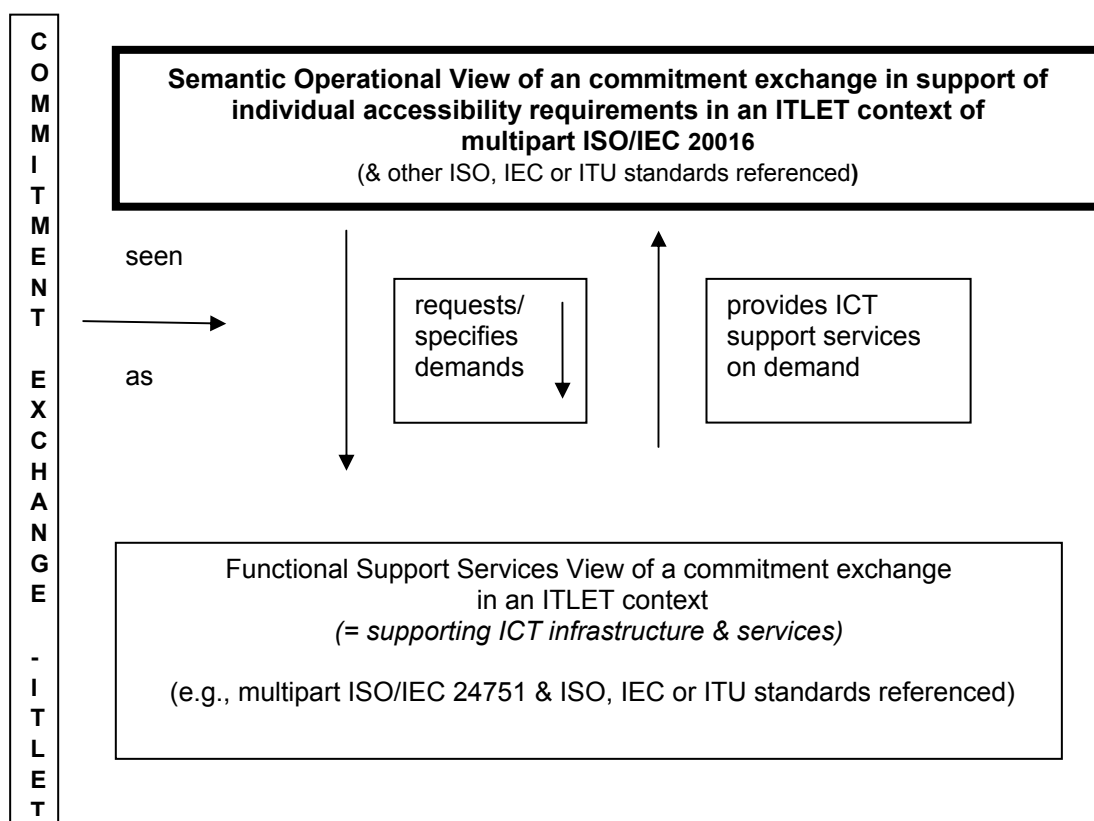 COMMITMENT EXCHANGE - ITLET
Semantic Operational View of an commitment exchange in support of
individual accessibility requirements in an ITLET context of
multipart ISO/IEC 20016
(& other ISO, IEC or ITU standards referenced)
seen
as
requests/
specifies
demands
provides ICT
support services
on demand
Functional Support Services View of a commitment exchange
in an ITLET context
(= supporting ICT infrastructure & services)
(e.g., multipart ISO/IEC 24751 & ISO, IEC or ITU standards referenced)